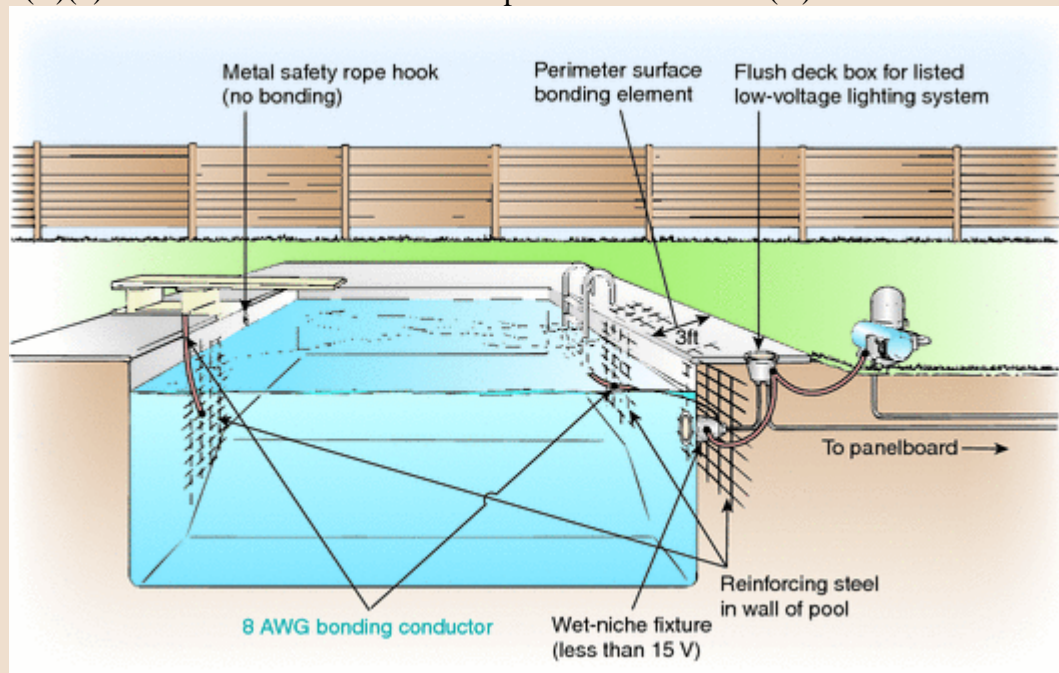 Metal safety rope hook
(no bonding)
Perimeter surface
bonding element
Flush deck box for listed
low-voltage lighting system
3ft
To panelboard
8 AWG bonding conductor
Wet-niche fixture
(less than 15 V)
Reinforcing steel
in wall of pool